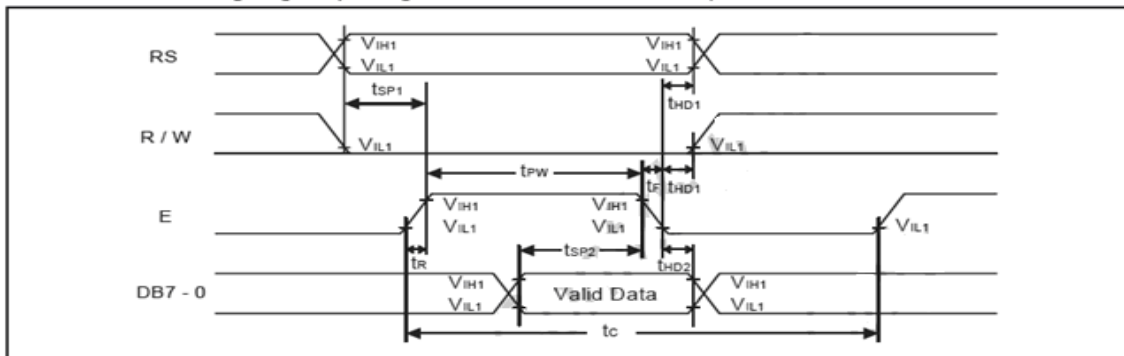 RS
VIH1 VIH1
VIL1 VIL1
tSP1 tHD1
R / W
VIL1 VIL1
tPW tF tHD1
E
VIH1 VIH1
VIL1 VIL1 VIL1
tR tSP2 tHD2
DB7 - 0
VIH1 VIH1
VIL1 Valid Data VIL1
tC